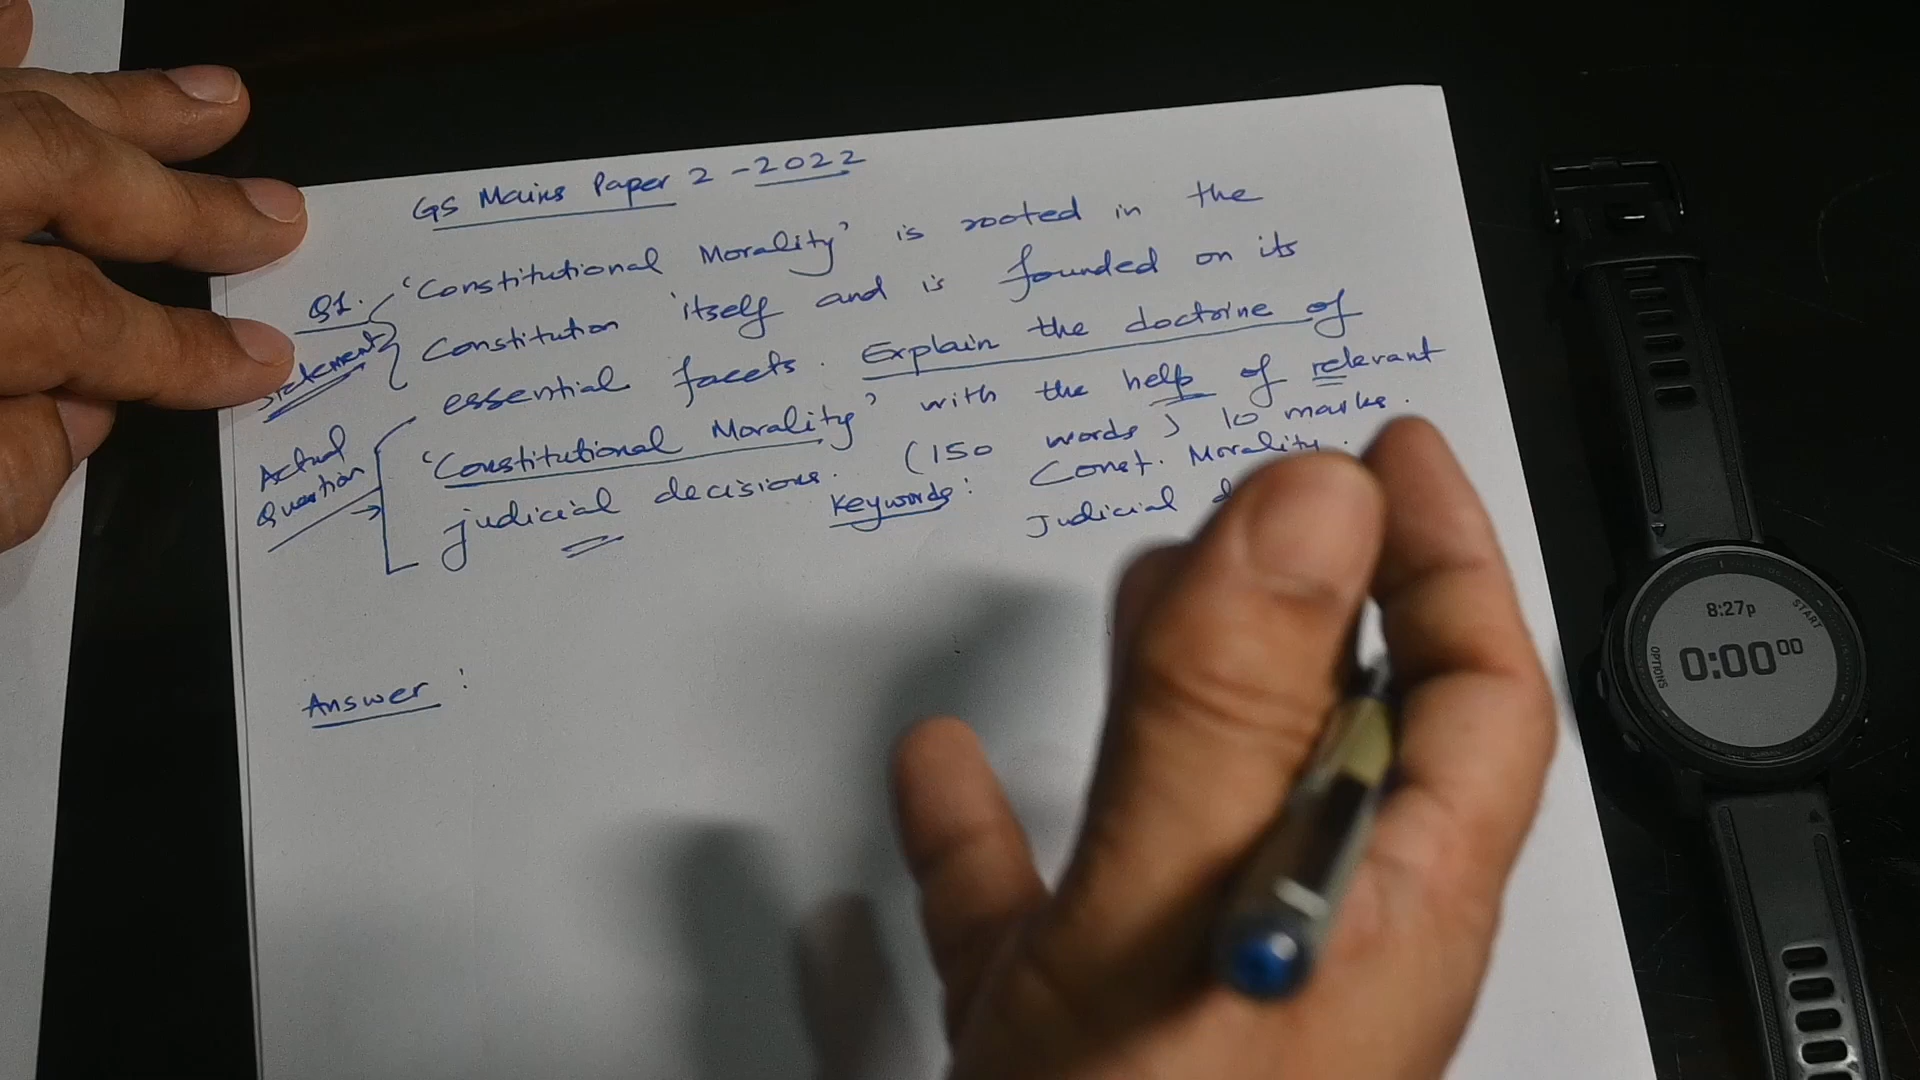 GS Mains Paper 2 - 2022
Q1. 'Constitutional Morality' is rooted in the
Constitution itself and is founded on its
essential facets. Explain the doctrine of
'Constitutional Morality' with the help of relevant
judicial decisions. (150 words) 10 marks.
Statement
Actual
Question
Keywords: Const. Morality.
Judicial
Answer:
8:27p
START
0:00 00
OPTIONS